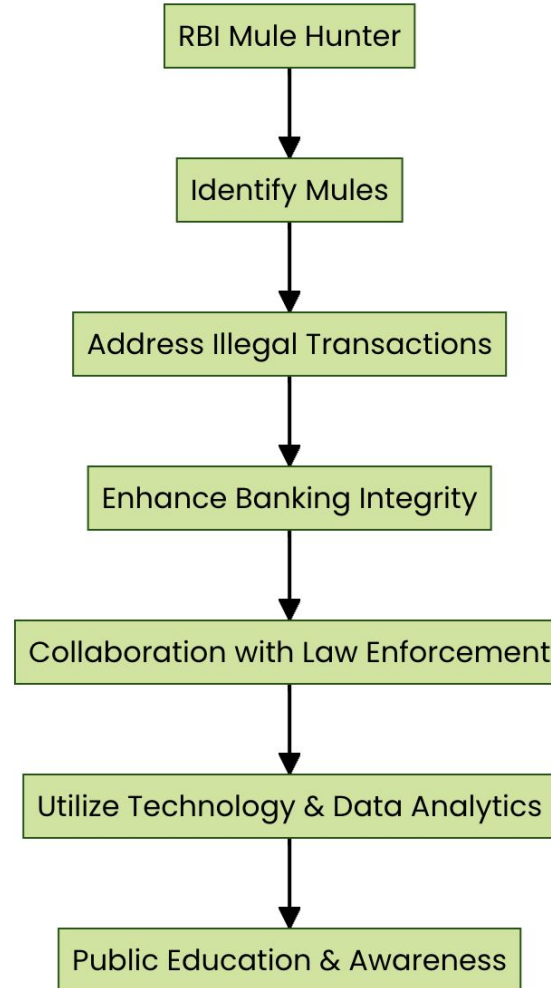 RBI Mule Hunter
Identify Mules
Address Illegal Transactions
Enhance Banking Integrity
Collaboration with Law Enforcement
Utilize Technology & Data Analytics
Public Education & Awareness